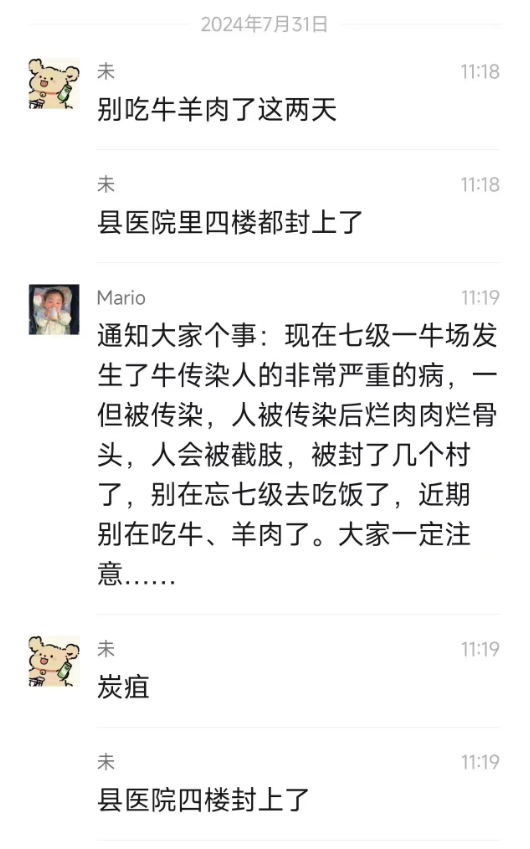 2024年7月31日
未 11:18
别吃牛羊肉了这两天
未 11:18
县医院里四楼都封上了
Mario 11:19
通知大家个事：现在七级一牛场发
生了牛传染人的非常严重的病，一
但被传染，人被传染后烂肉肉烂骨
头，人会被截肢，被封了几个村
了，别在忘七级去吃饭了，近期
别在吃牛、羊肉了。大家一定注
意……
未 11:19
炭疽
未 11:19
县医院四楼封上了